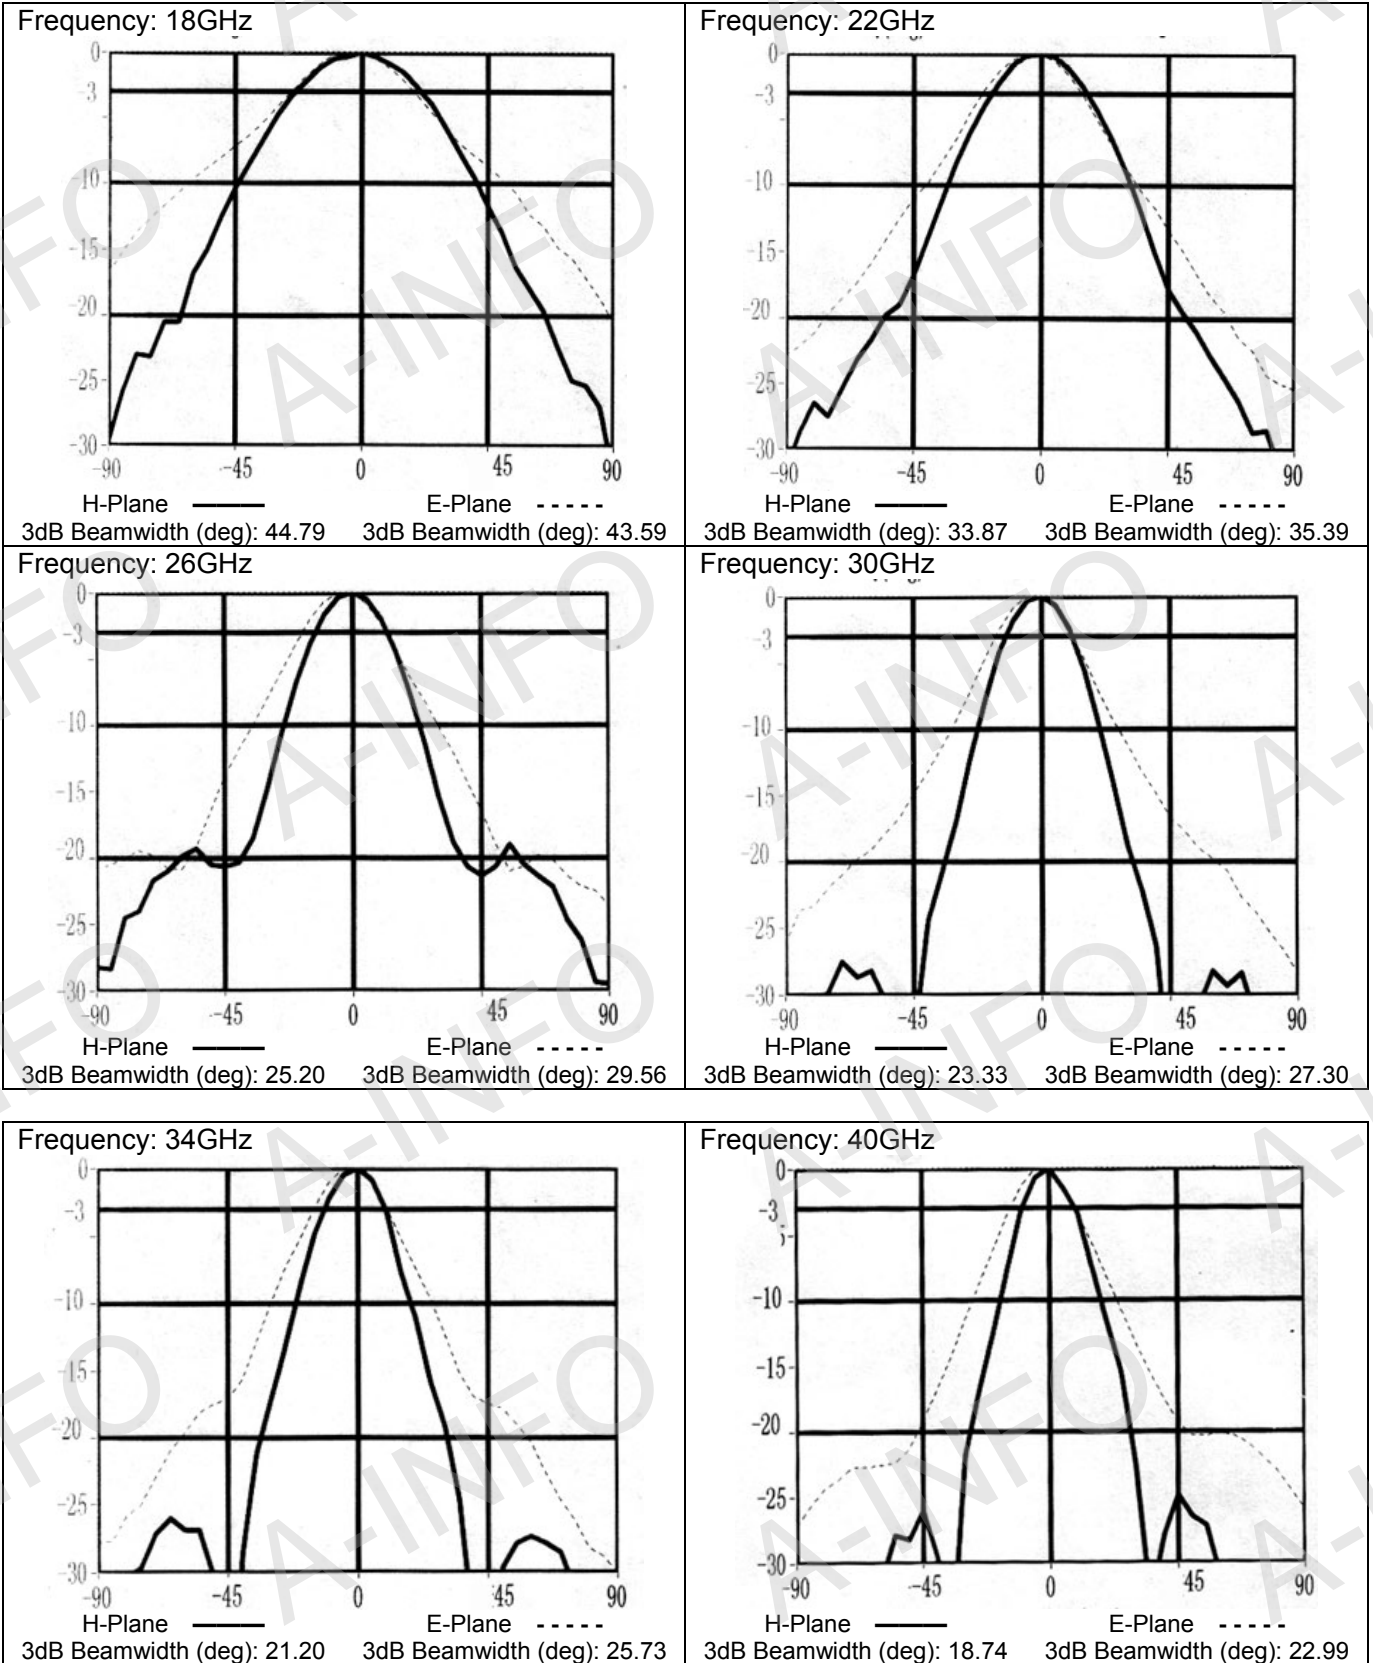 Frequency: 18GHz
0
-3
-10
-15
-20
-25
-30
-90 -45 0 45 90
H-Plane E-Plane
3dB Beamwidth (deg): 44.79 3dB Beamwidth (deg): 43.59
Frequency: 22GHz
0
-3
-10
-15
-20
-25
-30
-90 -45 0 45 90
H-Plane E-Plane
3dB Beamwidth (deg): 33.87 3dB Beamwidth (deg): 35.39
Frequency: 26GHz
0
-3
-10
-15
-20
-25
-30
-90 -45 0 45 90
H-Plane E-Plane
3dB Beamwidth (deg): 25.20 3dB Beamwidth (deg): 29.56
Frequency: 30GHz
0
-3
-10
-15
-20
-25
-30
-90 -45 0 45 90
H-Plane E-Plane
3dB Beamwidth (deg): 23.33 3dB Beamwidth (deg): 27.30
Frequency: 34GHz
0
-3
-10
-15
-20
-25
-30
-90 -45 0 45 90
H-Plane E-Plane
3dB Beamwidth (deg): 21.20 3dB Beamwidth (deg): 25.73
Frequency: 40GHz
0
-3
-10
-15
-20
-25
-30
-90 -45 0 45 90
H-Plane E-Plane
3dB Beamwidth (deg): 18.74 3dB Beamwidth (deg): 22.99
A-INFO